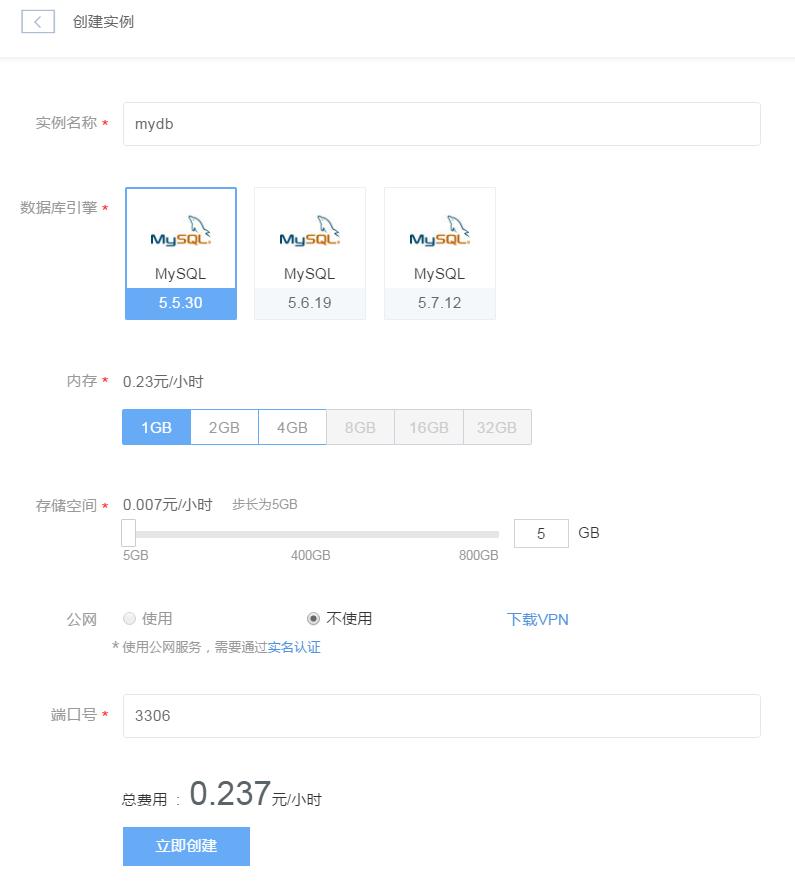 创建实例
实例名称 * mydb
数据库引擎 *
MySQL. MySQL. MySQL.
MySQL MySQL MySQL
5.5.30 5.6.19 5.7.12
内存 * 0.23元/小时
1GB 2GB 4GB 8GB 16GB 32GB
存储空间 * 0.007元/小时 步长为5GB
5 GB
5GB 400GB 800GB
公网 使用 不使用 下载VPN
* 使用公网服务，需要通过实名认证
端口号 * 3306
总费用 : 0.237元/小时
立即创建